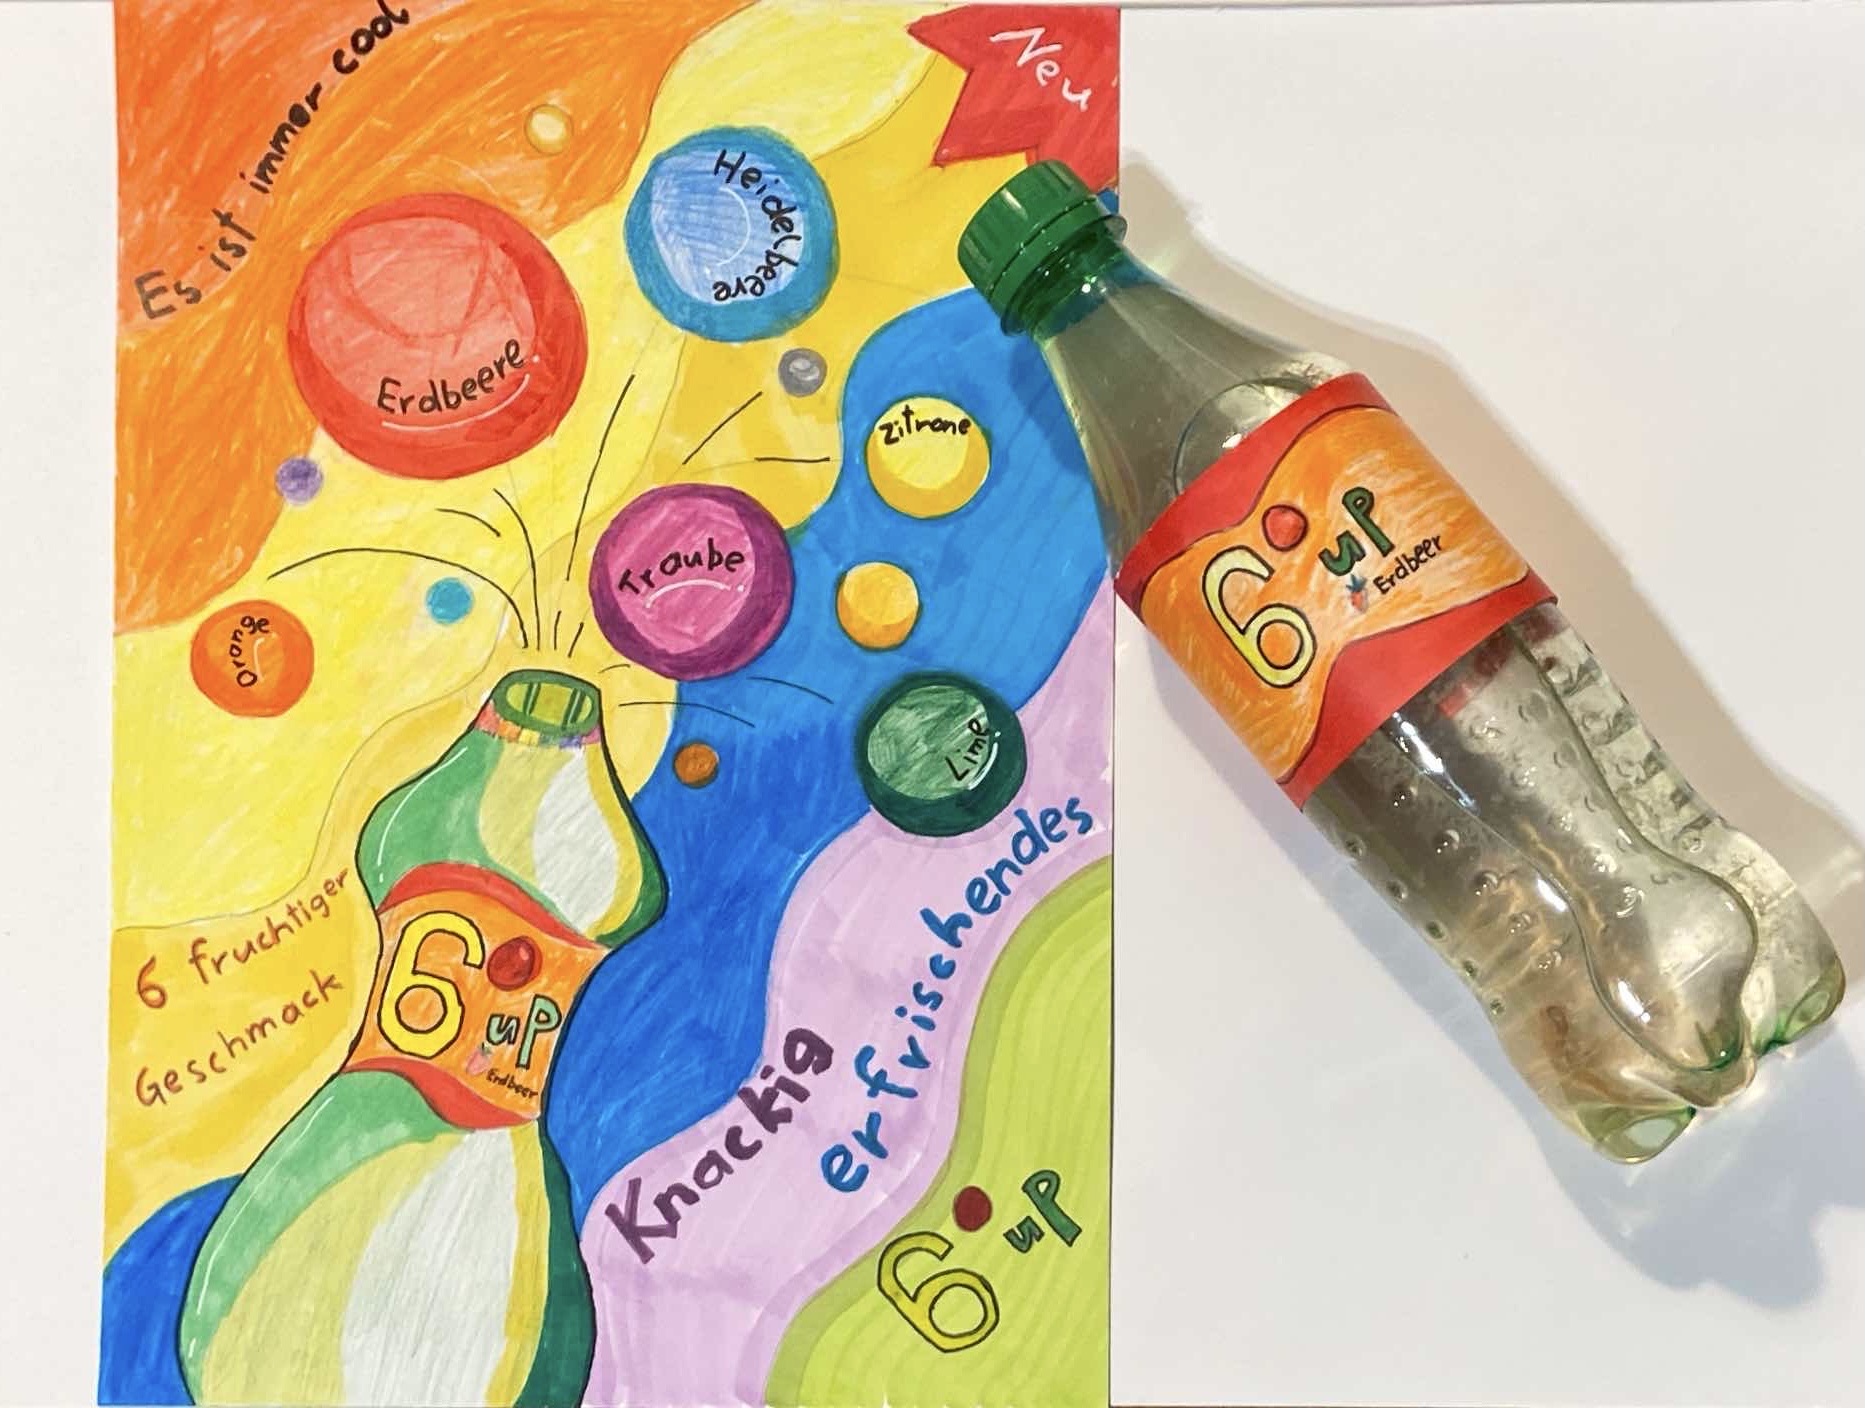 Es ist immer cool
Neu
Heidelbeere
Erdbeere
Zitrone
Traube
Orange
Lime
6 up
Erdbeer
6 fruchtiger
Geschmack
6 up
Erdbeer
Knackig
erfrischendes
6 up